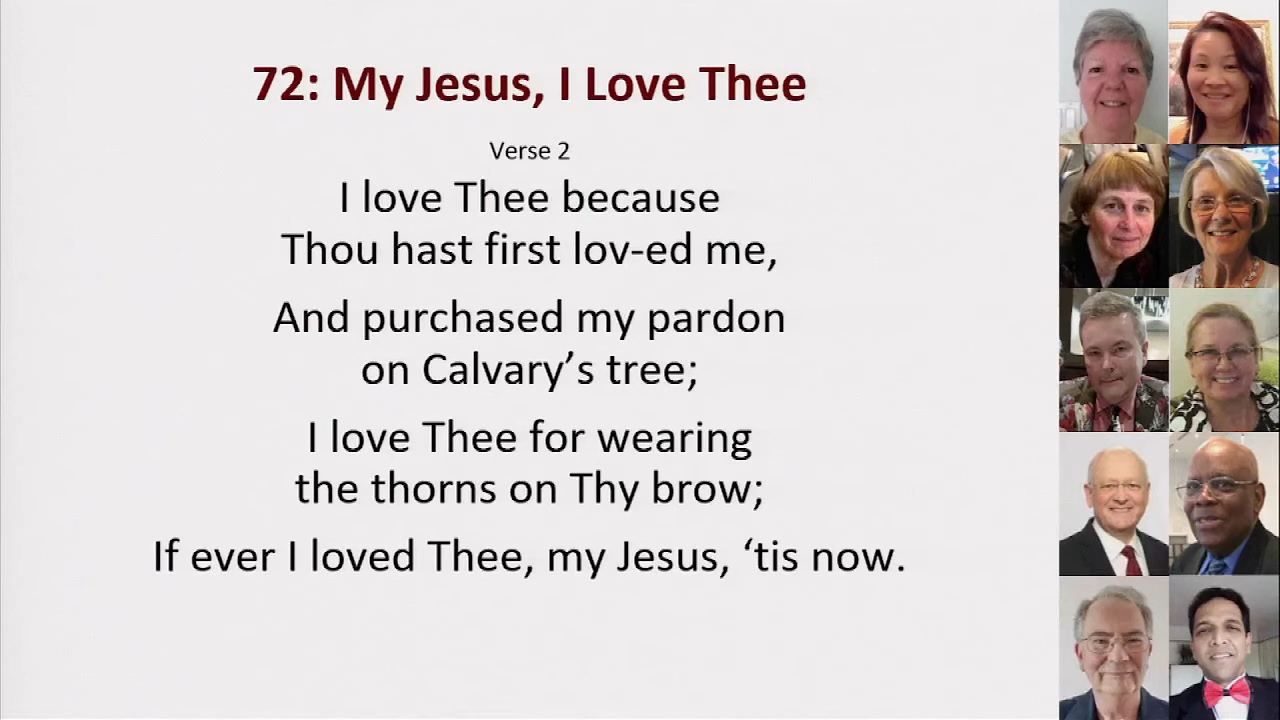 72: My Jesus, I Love Thee
Verse 2
I love Thee because
Thou hast first lov-ed me,
And purchased my pardon
on Calvary’s tree;
I love Thee for wearing
the thorns on Thy brow;
If ever I loved Thee, my Jesus, ‘tis now.